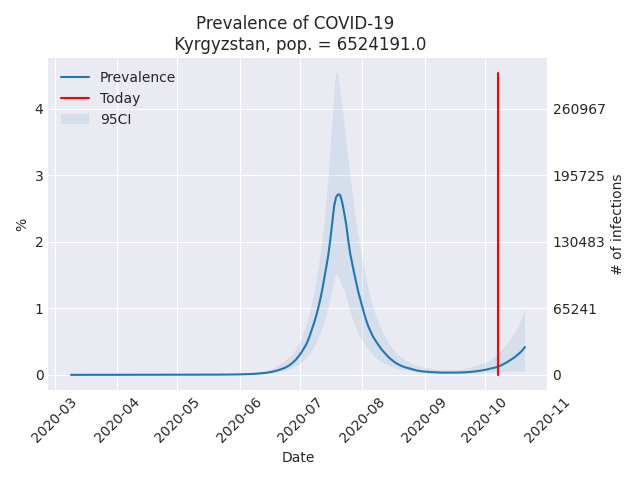 Prevalence of COVID-19
Kyrgyzstan, pop. = 6524191.0
Prevalence
Today
95CI
4
3
2
1
0
%
260967
195725
130483
65241
0
# of infections
2020-03
2020-04
2020-05
2020-06
2020-07
2020-08
2020-09
2020-10
2020-11
Date